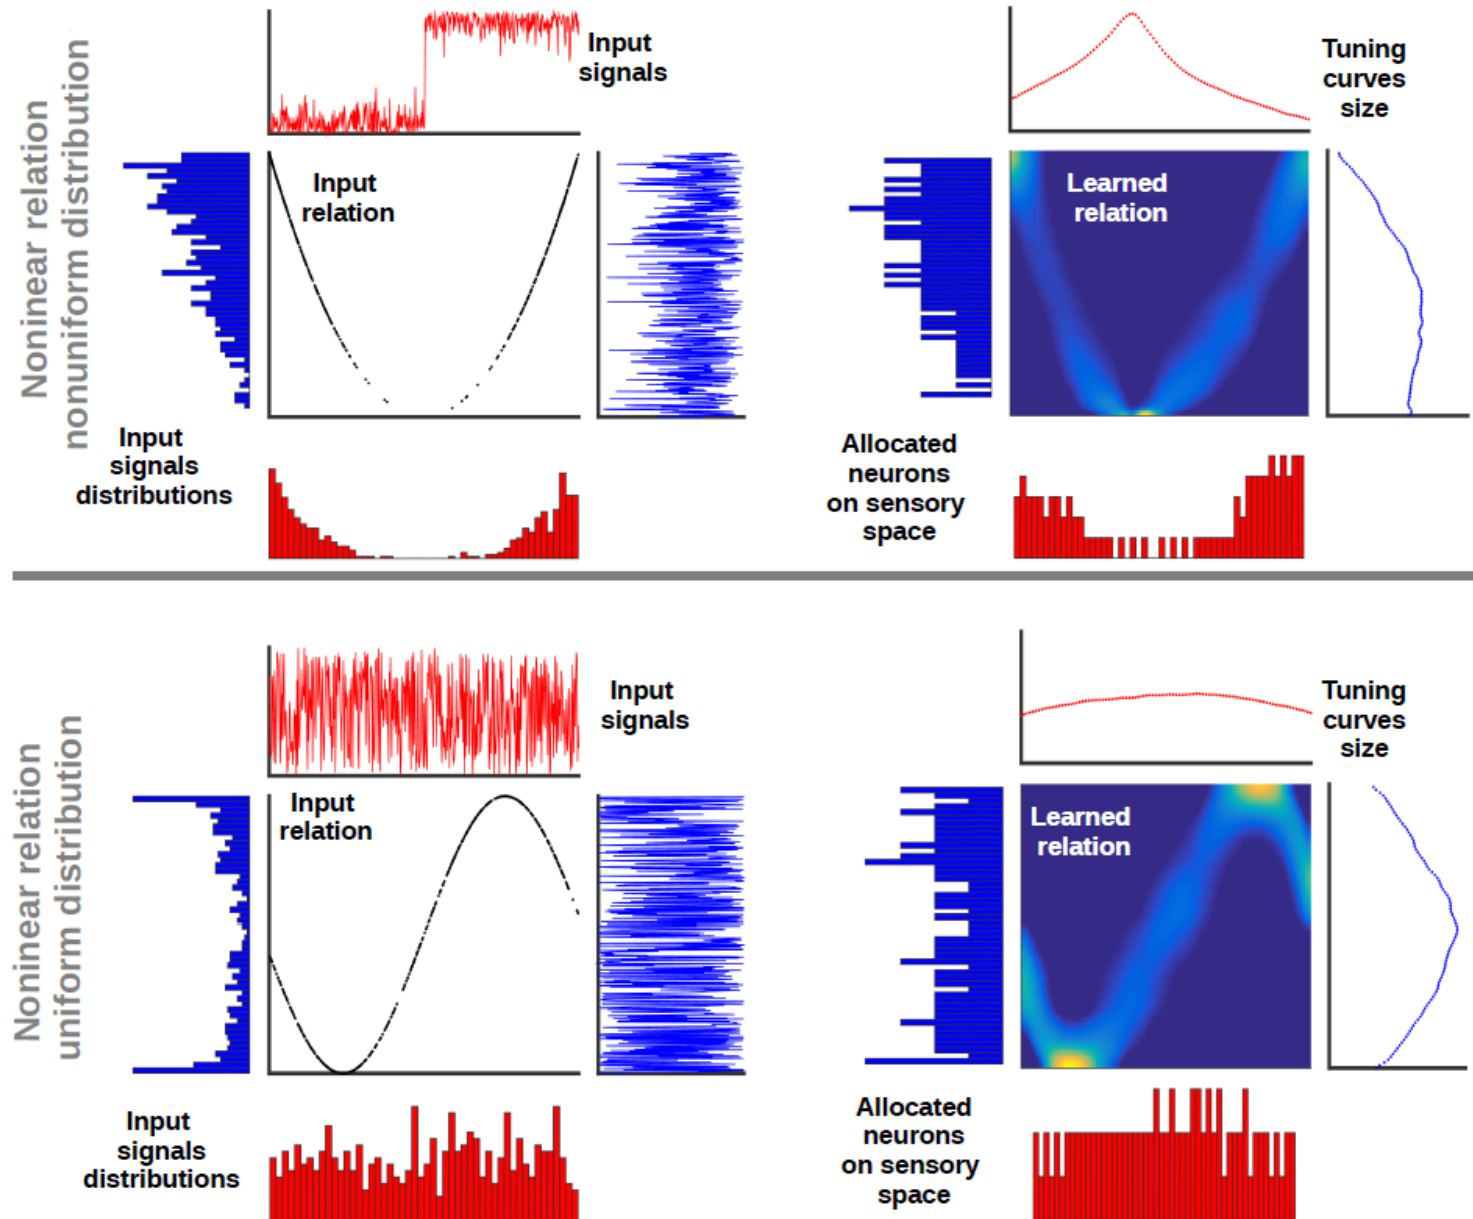 Noninear relation
nonuniform distribution
Input
signals
Input
relation
Input
signals
distributions
Tuning
curves
size
Learned
relation
Allocated
neurons
on sensory
space
Noninear relation
uniform distribution
Input
signals
Input
relation
Input
signals
distributions
Tuning
curves
size
Learned
relation
Allocated
neurons
on sensory
space